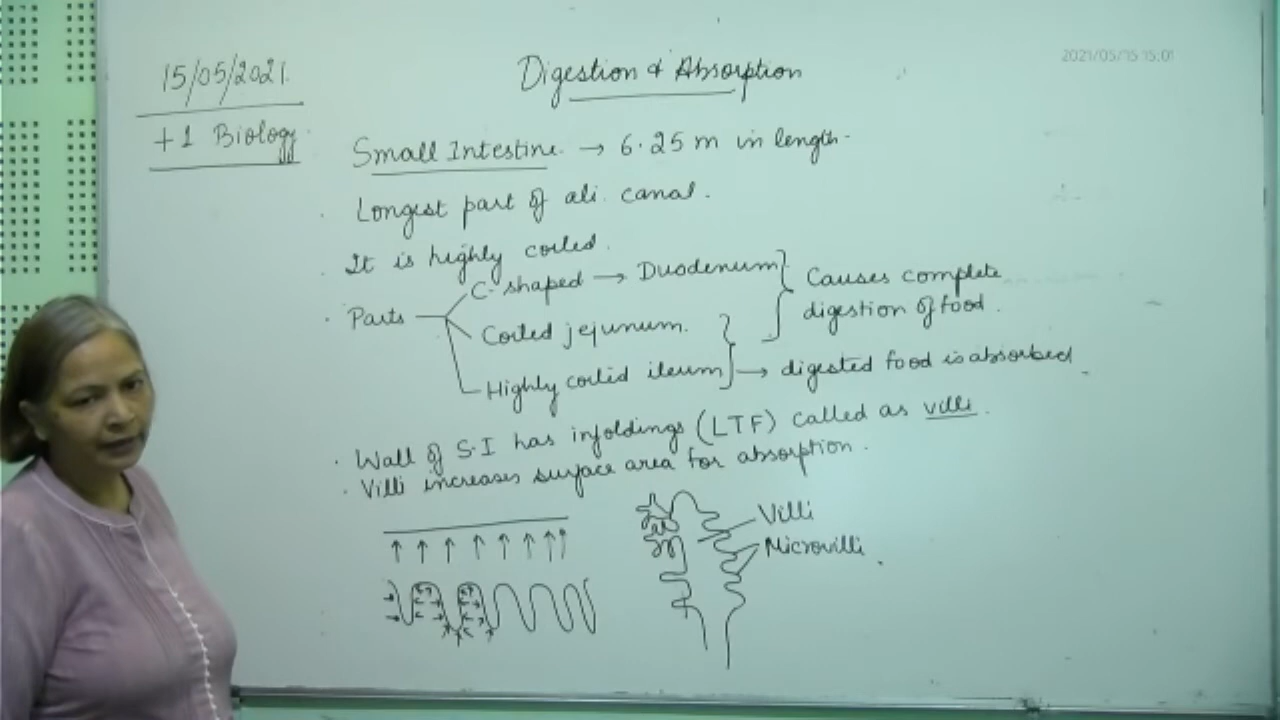 2021/05/15 15:01
15/05/2021.
+1 Biology
Digestion & Absorption
Small Intestine. → 6.25 m in length.
Longest part of ali. canal.
It is highly coiled.
Parts
C-shaped → Duodenum
Coiled jejunum.
Highly coilid ileum
Causes complete
digestion of food.
→ digested food is absorbed
Wall of S.I has infoldings (LTF) called as villi.
Villi increases surface area for absorption.
Villi
Microvilli